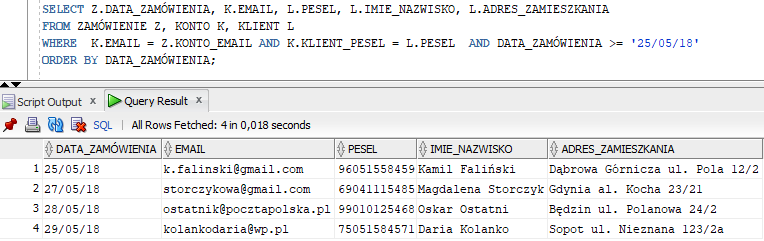 SELECT Z.DATA_ZAMÓWIENIA, K.EMAIL, L.PESEL, L.IMIE_NAZWISKO, L.ADRES_ZAMIESZKANIA
FROM ZAMÓWIENIE Z, KONTO K, KLIENT L
WHERE  K.EMAIL = Z.KONTO_EMAIL AND K.KLIENT_PESEL = L.PESEL  AND DATA_ZAMÓWIENIA >= '25/05/18'
ORDER BY DATA_ZAMÓWIENIA;
Script Output x Query Result x
SQL | All Rows Fetched: 4 in 0,018 seconds
DATA_ZAMÓWIENIA EMAIL PESEL IMIE_NAZWISKO ADRES_ZAMIESZKANIA
1 25/05/18 k.falinski@gmail.com 96051558459 Kamil Faliński Dąbrowa Górnicza ul. Pola 12/2
2 27/05/18 storczykowa@gmail.com 69041115485 Magdalena Storczyk Gdynia al. Kocha 23/21
3 28/05/18 ostatnik@pocztapolska.pl 99010125468 Oskar Ostatni Będzin ul. Polanowa 24/2
4 29/05/18 kolankodaria@wp.pl 75051584571 Daria Kolanko Sopot ul. Nieznana 123/2a